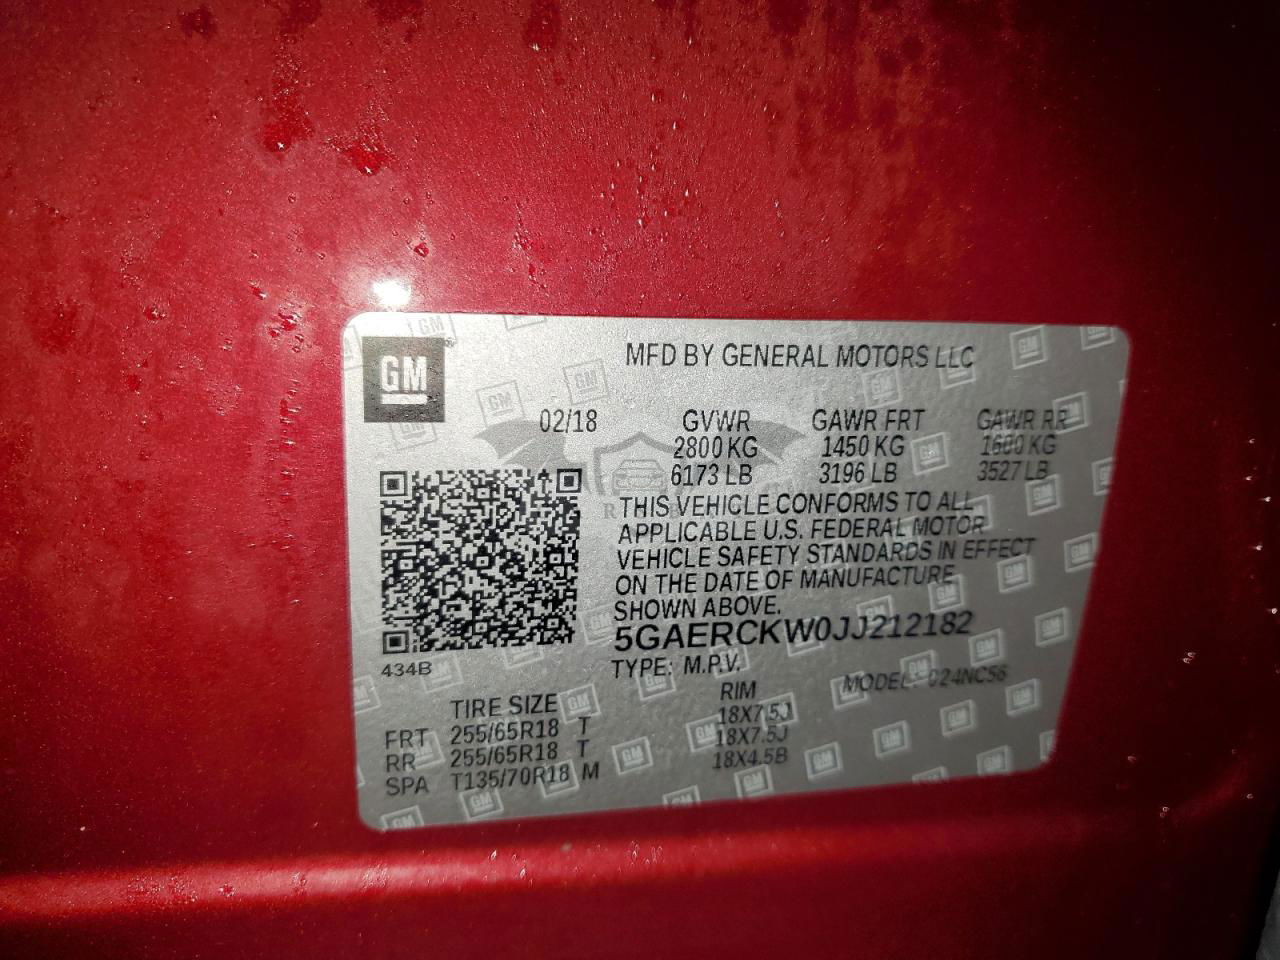 GM
MFD BY GENERAL MOTORS LLC
02/18 GVWR GAWR FRT GAWR RR
2800 KG 1450 KG 1600 KG
6173 LB 3196 LB 3527 LB
THIS VEHICLE CONFORMS TO ALL
APPLICABLE U.S. FEDERAL MOTOR
VEHICLE SAFETY STANDARDS IN EFFECT
ON THE DATE OF MANUFACTURE
SHOWN ABOVE.
5GAERCKW0JJ212182
434B
TYPE: M.P.V. MODEL: 024NC56
TIRE SIZE RIM
FRT 255/65R18 T 18X7.5J
RR 255/65R18 T 18X7.5J
SPA T135/70R18 M 18X4.5B